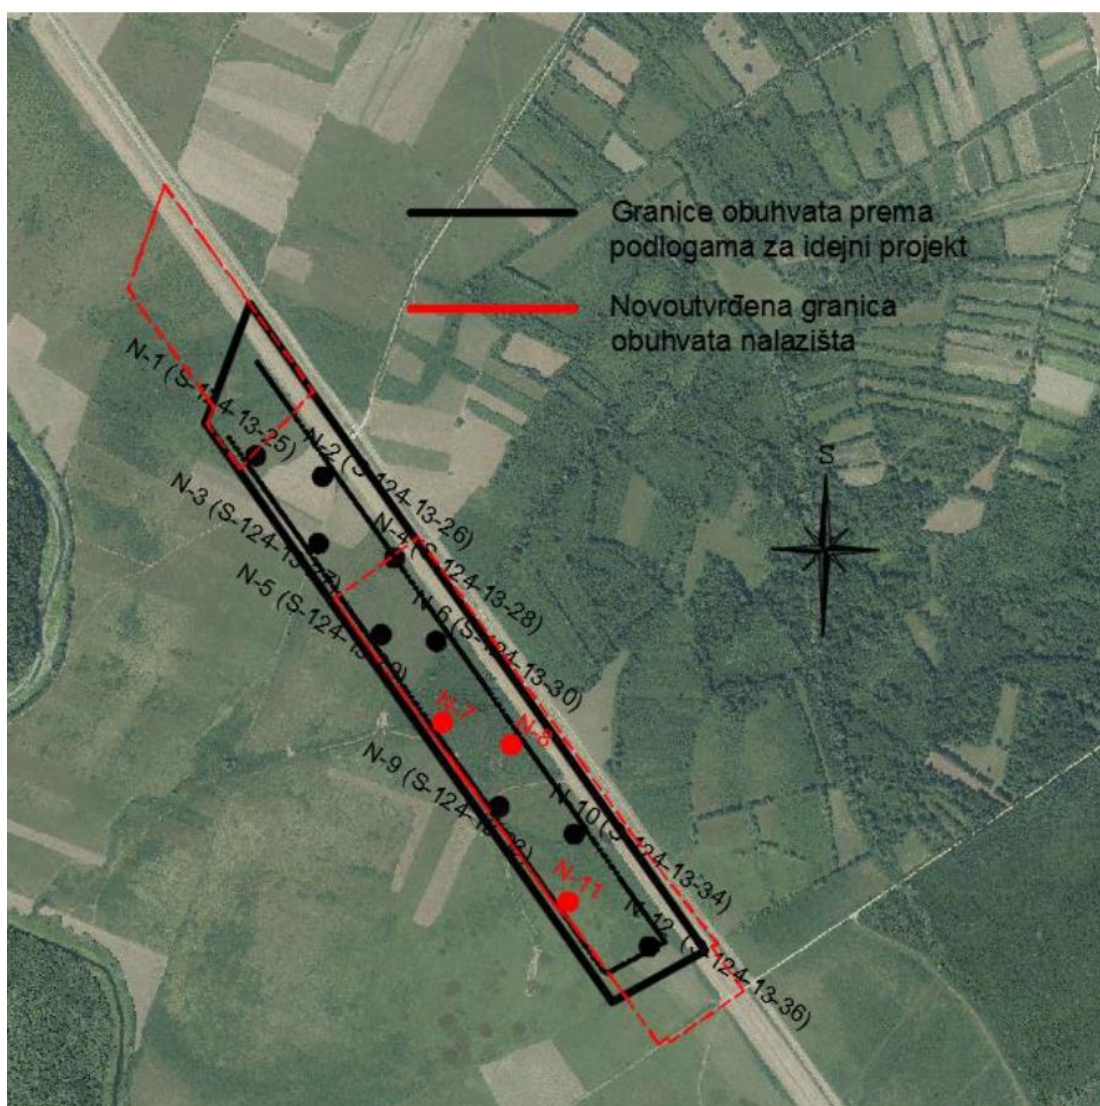 Granice obuhvata prema
podlogama za idejni projekt
Novoutvrđena granica
obuhvata nalazišta
N-1 (S-124-13-25)
N-2 (S-124-13-26)
N-3 (S-124-13-27)
S
N-4 (S-124-13-28)
N-5 (S-124-13-29)
N-6 (S-124-13-30)
N-7
N-8
N-9 (S-124-13-33)
N-10 (S-124-13-34)
N-11
N-12 (S-124-13-36)